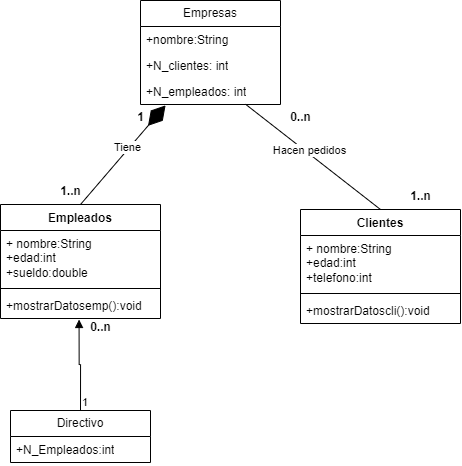 Empresas
+nombre:String
+N_clientes: int
+N_empleados: int
1
0..n
Tiene
Hacen pedidos
1..n
1..n
Empleados
+ nombre:String
+edad:int
+sueldo:double
+mostrarDatosemp():void
Clientes
+ nombre:String
+edad:int
+telefono:int
+mostrarDatoscli():void
0..n
1
Directivo
+N_Empleados:int